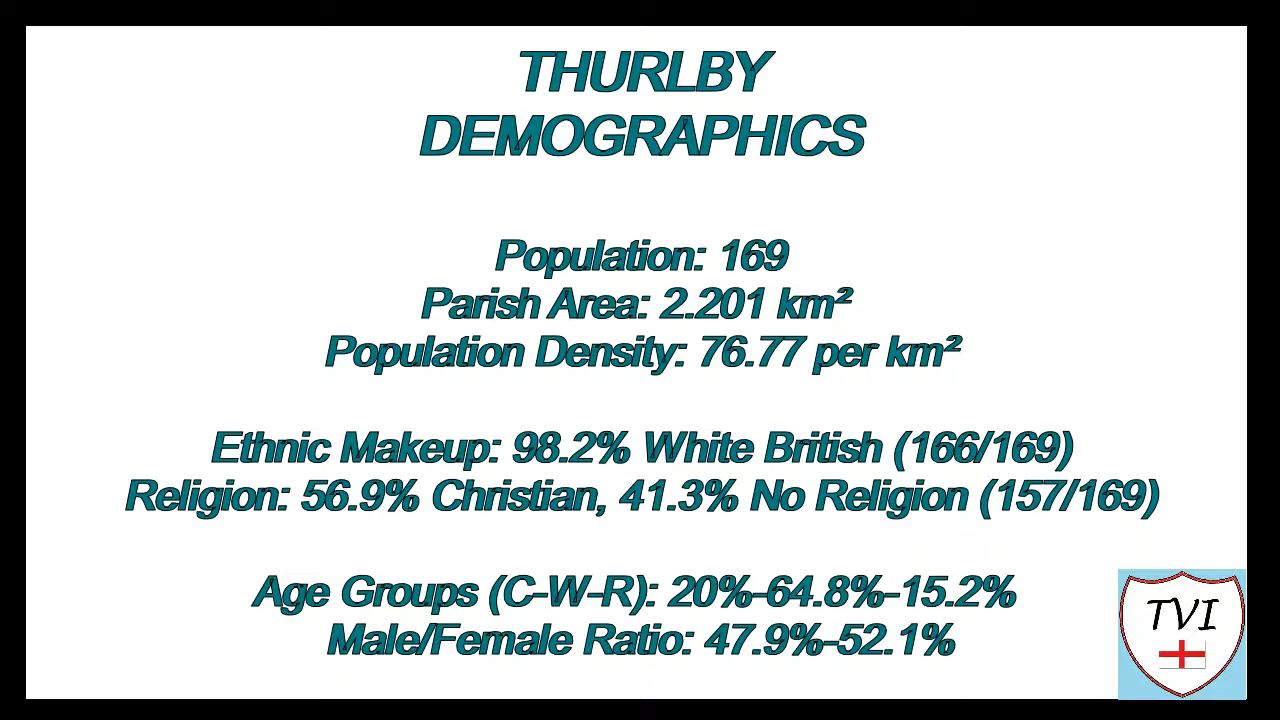 THURLBY
DEMOGRAPHICS
Population: 169
Parish Area: 2.201 km²
Population Density: 76.77 per km²
Ethnic Makeup: 98.2% White British (166/169)
Religion: 56.9% Christian, 41.3% No Religion (157/169)
Age Groups (C-W-R): 20%-64.8%-15.2%
Male/Female Ratio: 47.9%-52.1%
TVI